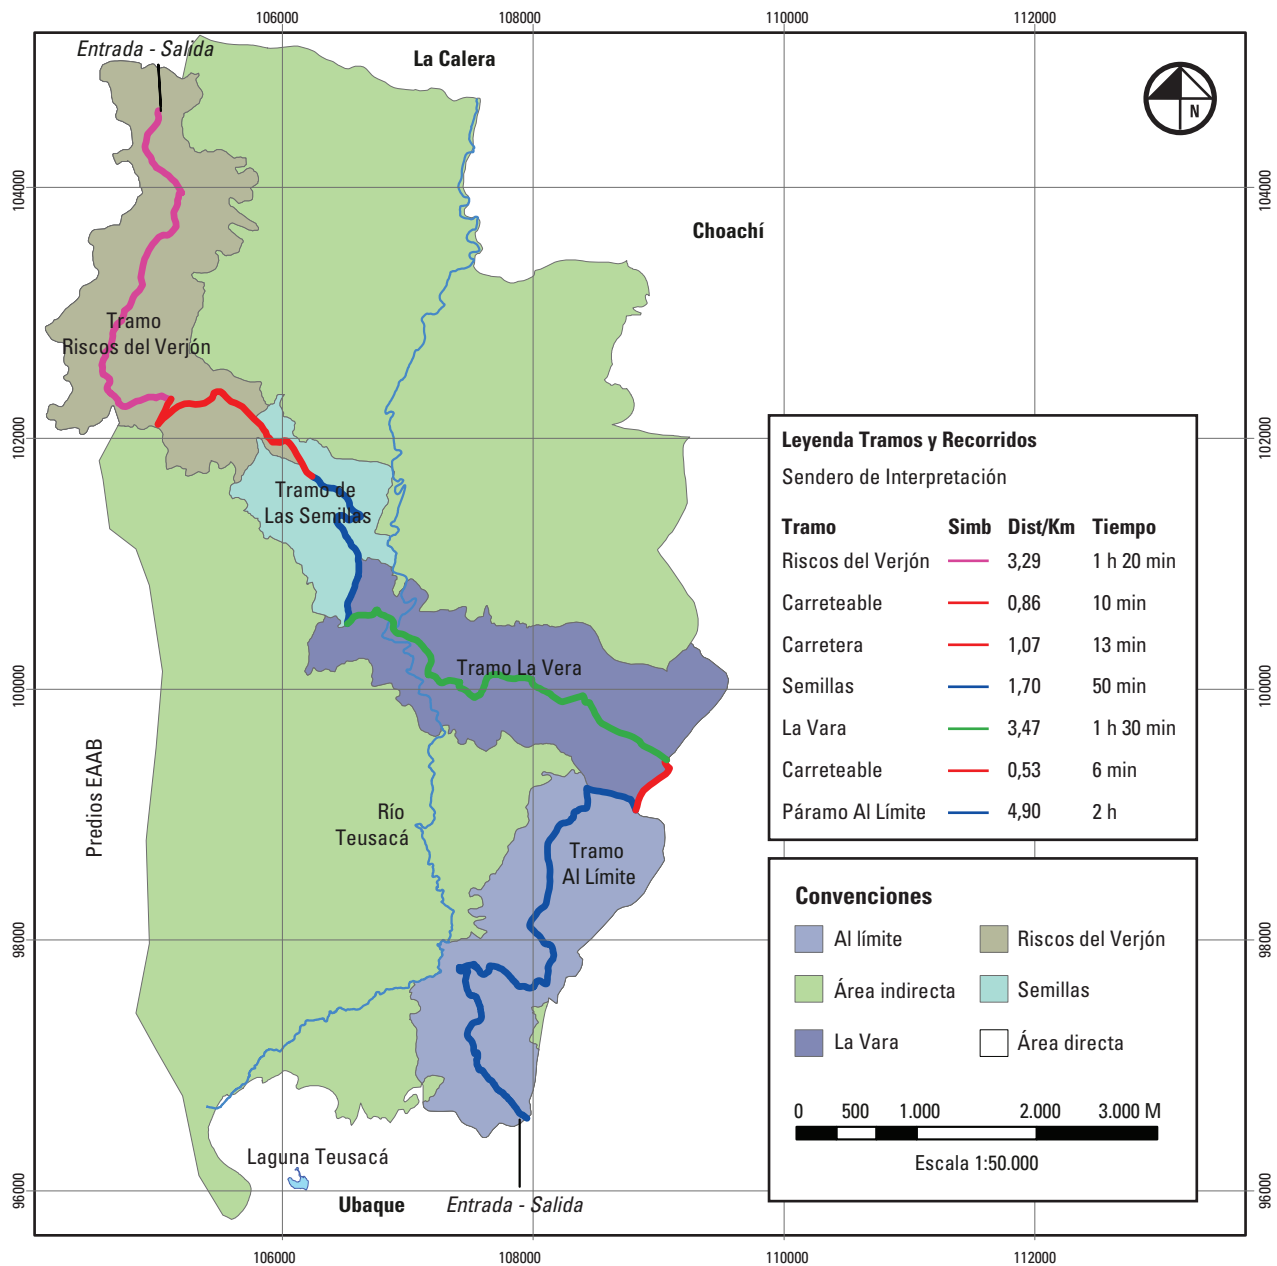 106000
108000
110000
112000
Entrada - Salida
La Calera
N
104000
104000
Choachí
Tramo
Riscos del Verjón
102000
102000
Leyenda Tramos y Recorridos
Sendero de Interpretación
Tramo Simb Dist/Km Tiempo
Riscos del Verjón 3,29 1 h 20 min
Carreteable 0,86 10 min
Carretera 1,07 13 min
Semillas 1,70 50 min
La Vara 3,47 1 h 30 min
Carreteable 0,53 6 min
Páramo Al Límite 4,90 2 h
Tramo de
Las Semillas
Tramo La Vera
100000
100000
Predios EAAB
Río
Teusacá
Tramo
Al Límite
98000
98000
Convenciones
Al límite
Riscos del Verjón
Área indirecta
Semillas
La Vara
Área directa
0 500 1.000 2.000 3.000 M
Escala 1:50.000
Laguna Teusacá
96000
96000
Ubaque
Entrada - Salida
106000
108000
110000
112000